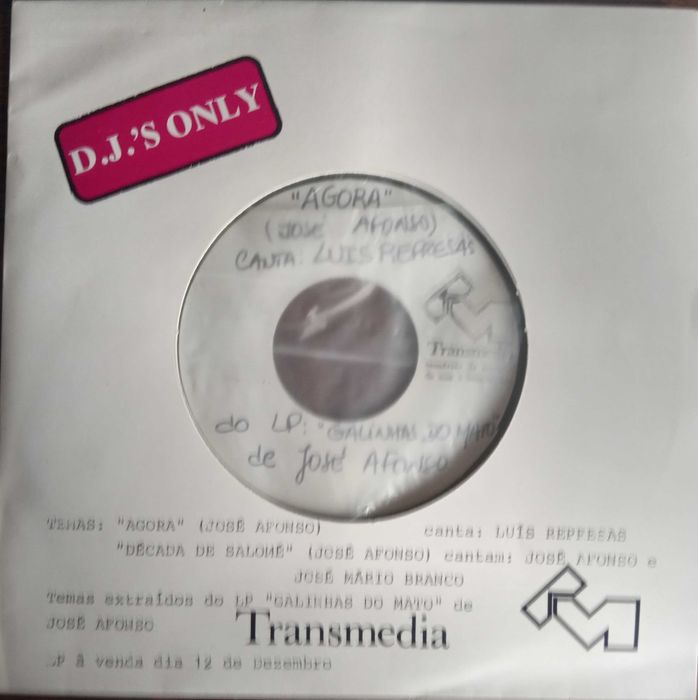 D.J.'S ONLY
"AGORA"
(JOSÉ AFONSO)
CANTA: LUIS REPRESAS
Transmedia
do LP: "GALINHAS DO MATO"
de JOSÉ AFONSO
TEMAS: "AGORA" (JOSÉ AFONSO) canta: LUÍS REPRESAS
"DÉCADA DE SALOMÉ" (JOSÉ AFONSO) cantam: JOSÉ AFONSO e
JOSÉ MÁRIO BRANCO
Temas extraídos do LP "GALINHAS DO MATO" de
JOSÉ AFONSO
Transmedia
LP à venda dia 12 de Dezembro